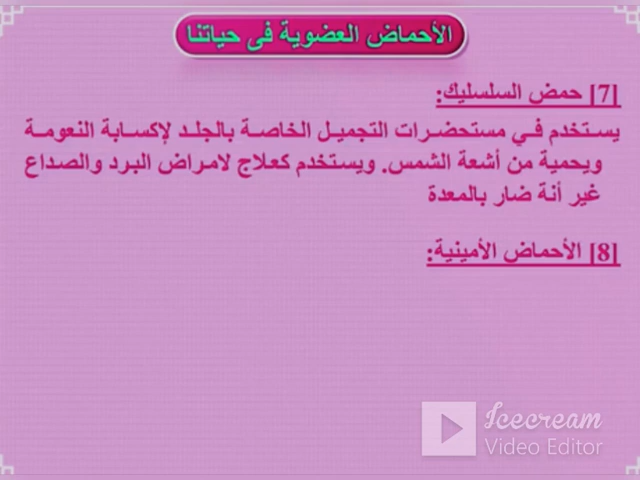 الأحماض العضوية فى حياتنا
[7] حمض السلسليك:
يستخدم في مستحضرات التجميل الخاصة بالجلد لإكسابة النعومة
ويحمية من أشعة الشمس. ويستخدم كعلاج لامراض البرد والصداع
غير أنة ضار بالمعدة
[8] الأحماض الأمينية:
Icecream
Video Editor